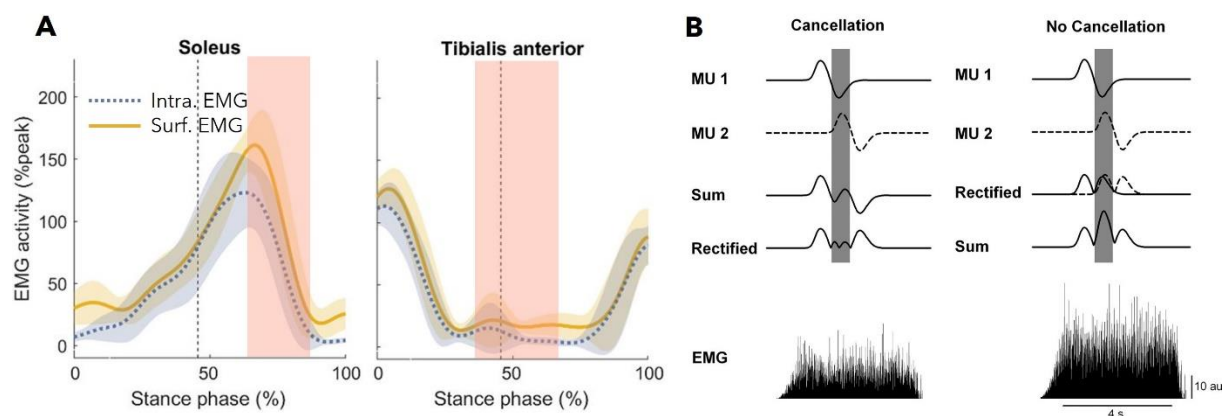 A
Soleus
Tibialis anterior
EMG activity (%peak)
200
150
100
50
0
Intra. EMG
Surf. EMG
0
50
100
0
50
100
Stance phase (%)
Stance phase (%)
B
Cancellation
No Cancellation
MU 1
MU 1
MU 2
MU 2
Sum
Rectified
Rectified
Sum
EMG
10 au
4 s